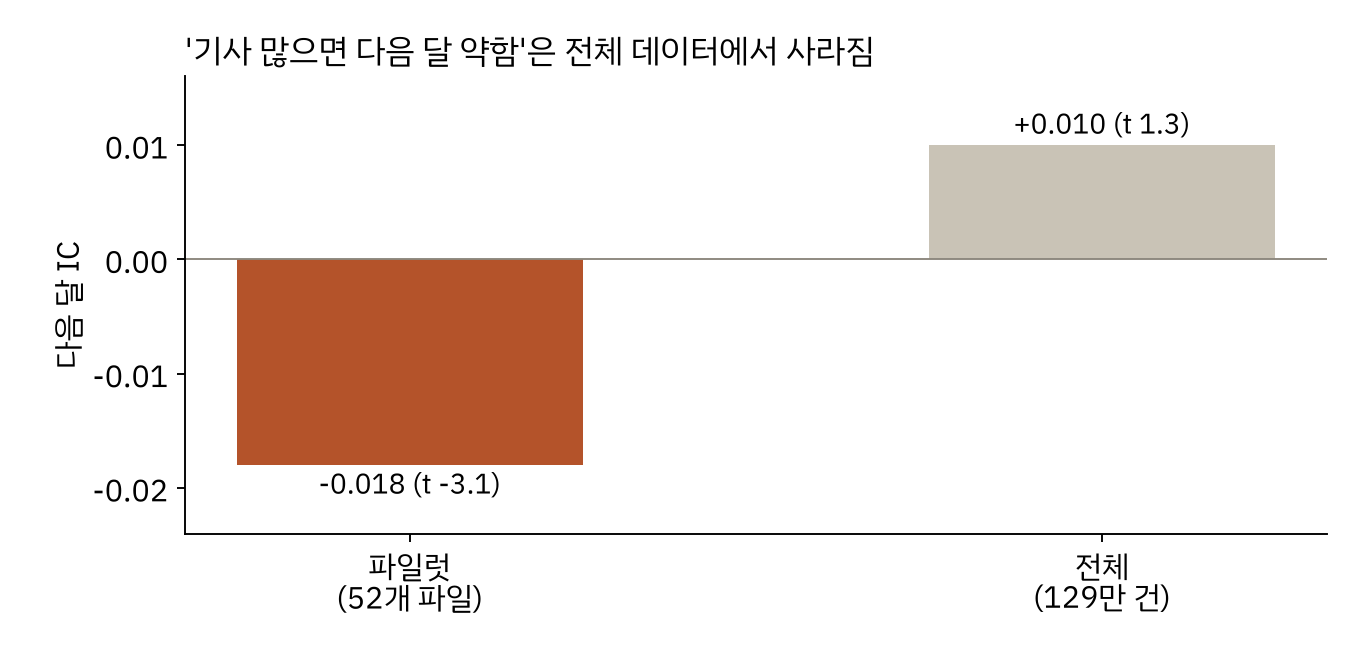 '기사 많으면 다음 달 약함'은 전체 데이터에서 사라짐
+0.010 (t 1.3)
0.01
다음 달 IC
0.00
-0.01
-0.02
-0.018 (t -3.1)
파일럿
(52개 파일)
전체
(129만 건)